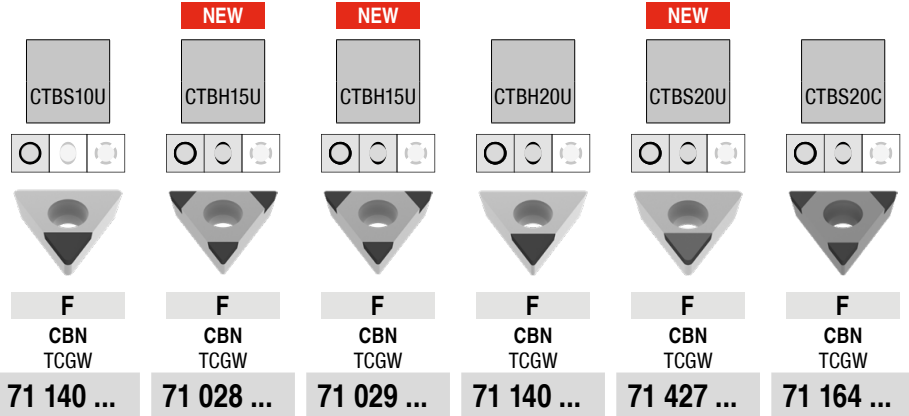 NEW NEW NEW
CTBS10U CTBH15U CTBH15U CTBH20U CTBS20U CTBS20C
F F F F F F
CBN CBN CBN CBN CBN CBN
TCGW TCGW TCGW TCGW TCGW TCGW
71 140 ... 71 028 ... 71 029 ... 71 140 ... 71 427 ... 71 164 ...